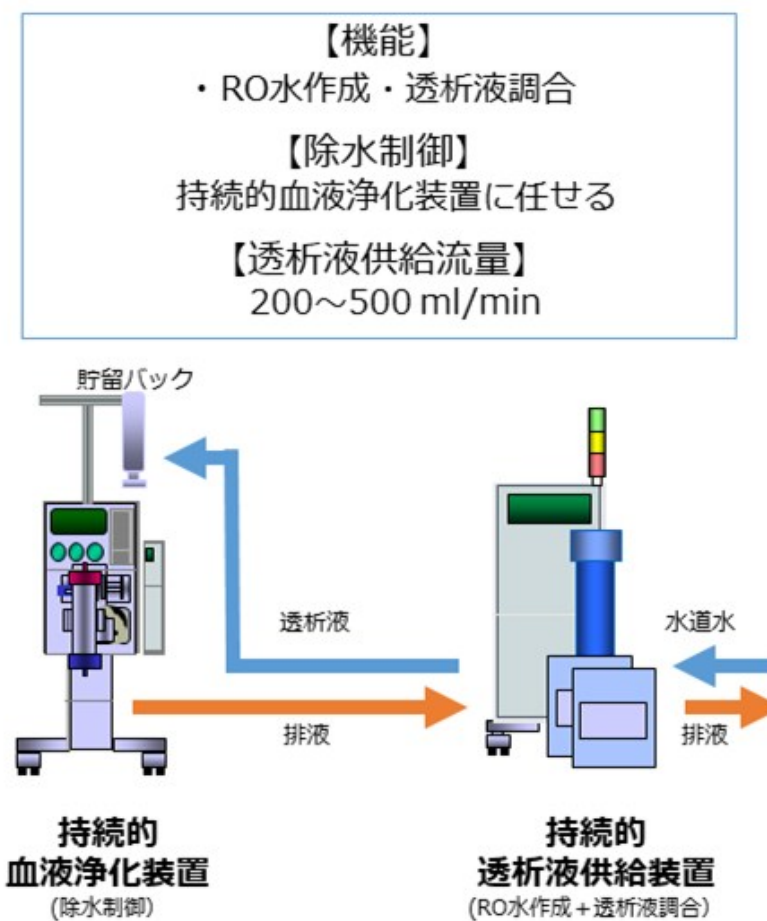 【機能】
・RO水作成・透析液調合
【除水制御】
持続的血液浄化装置に任せる
【透析液供給流量】
200～500 ml/min
貯留バック
透析液
水道水
排液
排液
持続的
血液浄化装置
(除水制御)
持続的
透析液供給装置
(RO水作成+透析液調合)